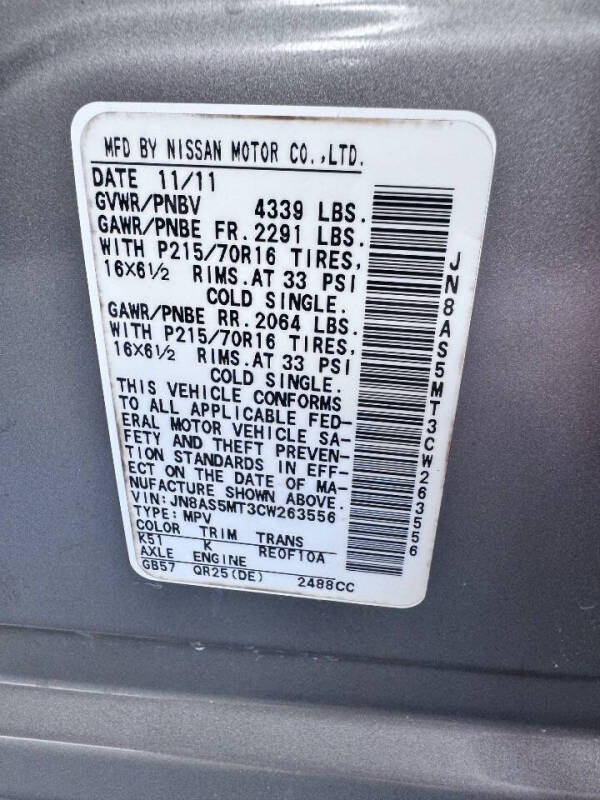 MFD BY NISSAN MOTOR CO.,LTD.
DATE 11/11
GVWR/PNBV 4339 LBS.
GAWR/PNBE FR.2291 LBS.
WITH P215/70R16 TIRES,
16X6½ RIMS.AT 33 PSI
COLD SINGLE.
GAWR/PNBE RR.2064 LBS.
WITH P215/70R16 TIRES,
16X6½ RIMS.AT 33 PSI
COLD SINGLE.
THIS VEHICLE CONFORMS
TO ALL APPLICABLE FED-
ERAL MOTOR VEHICLE SA-
FETY AND THEFT PREVEN-
TION STANDARDS IN EFF-
ECT ON THE DATE OF MA-
NUFACTURE SHOWN ABOVE.
VIN:JN8AS5MT3CW263556
TYPE:MPV
COLOR TRIM TRANS
K51 K RE0F10A
AXLE ENGINE
GB57 QR25(DE) 2488CC
JN8AS5MT3CW263556